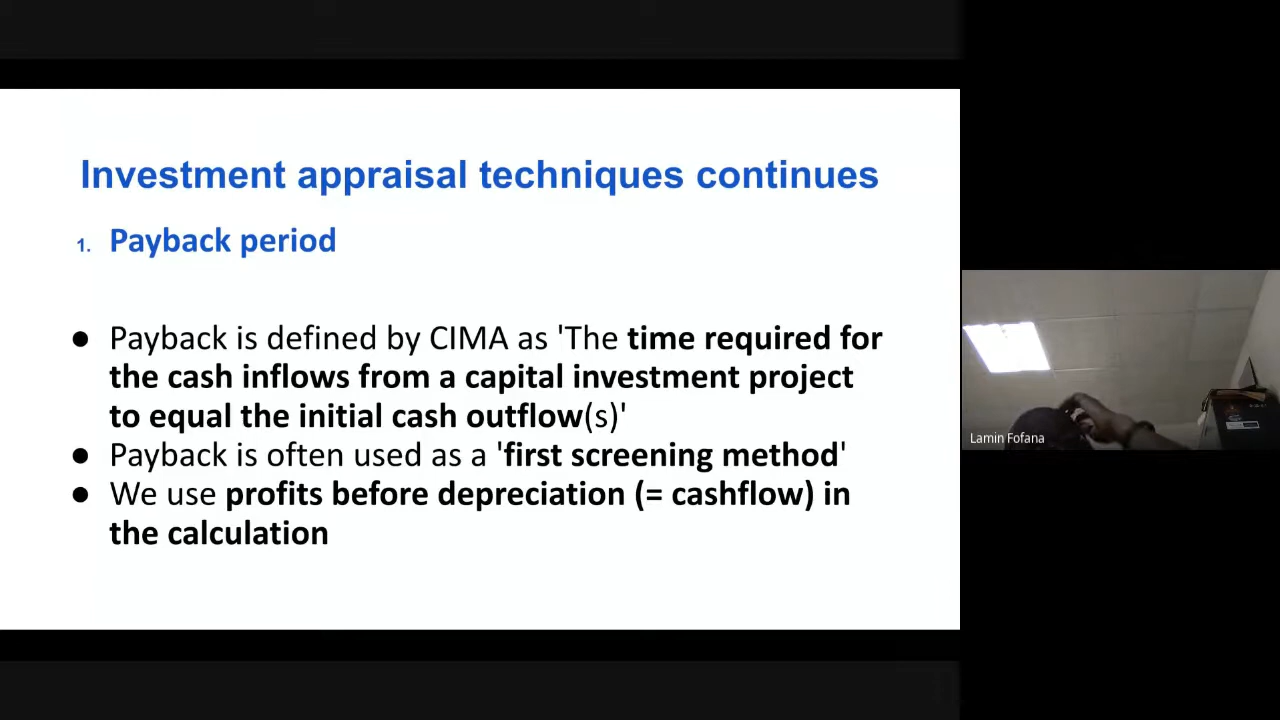 Investment appraisal techniques continues
1. Payback period
● Payback is defined by CIMA as 'The time required for
the cash inflows from a capital investment project
to equal the initial cash outflow(s)'
● Payback is often used as a 'first screening method'
● We use profits before depreciation (= cashflow) in
the calculation
Lamin Fofana